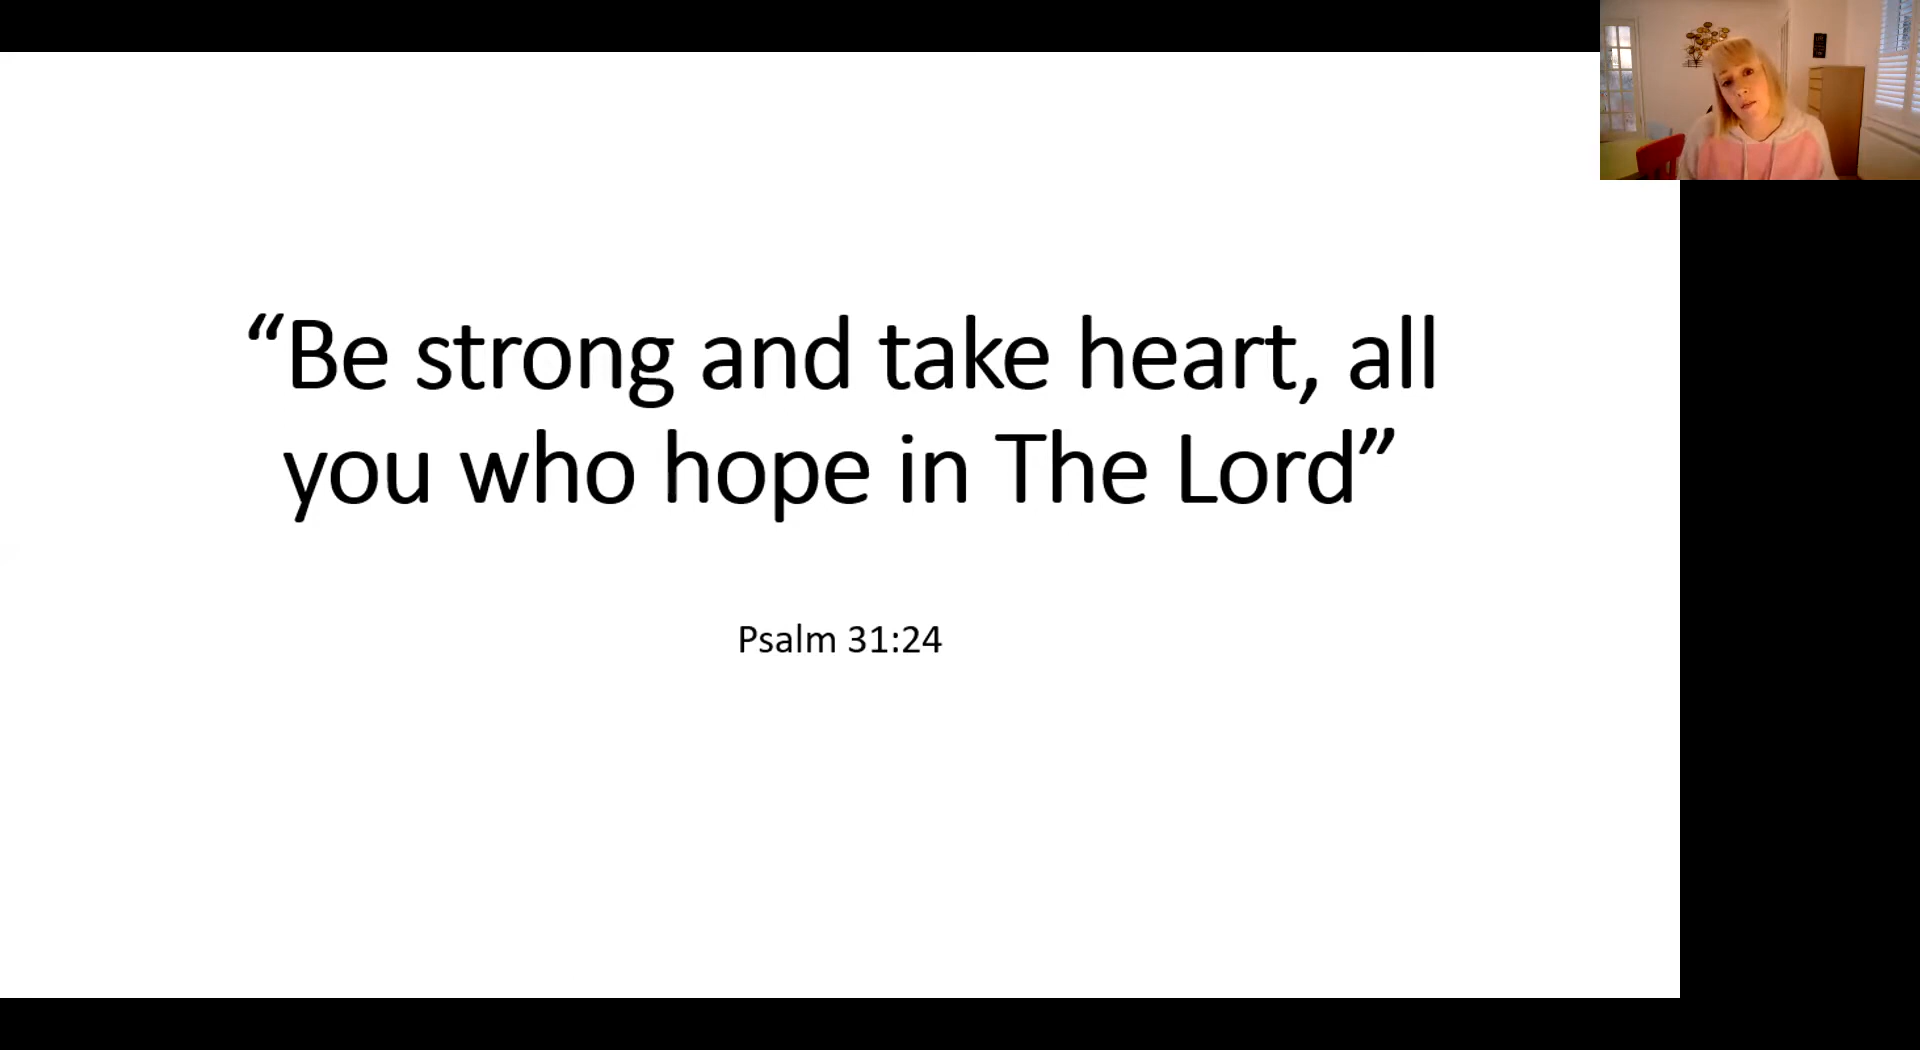 “Be strong and take heart, all
you who hope in The Lord”
Psalm 31:24